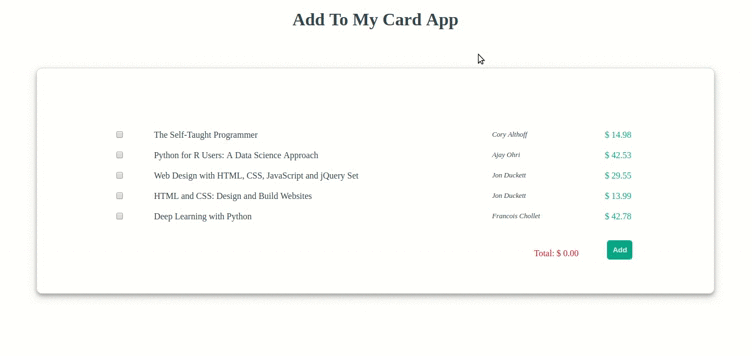 Add To My Card App
The Self-Taught Programmer Cory Althoff $ 14.98
Python for R Users: A Data Science Approach Ajay Ohri $ 42.53
Web Design with HTML, CSS, JavaScript and jQuery Set Jon Duckett $ 29.55
HTML and CSS: Design and Build Websites Jon Duckett $ 13.99
Deep Learning with Python Francois Chollet $ 42.78
Total: $ 0.00 Add